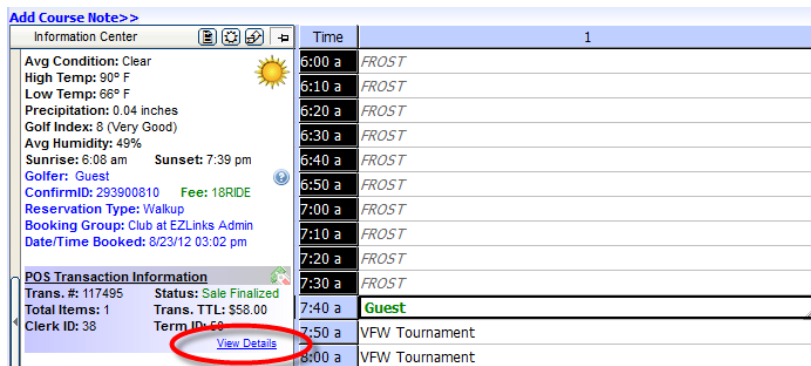 Add Course Note>>
Information Center
Avg Condition: Clear
High Temp: 90º F
Low Temp: 66º F
Precipitation: 0.04 inches
Golf Index: 8 (Very Good)
Avg Humidity: 49%
Sunrise: 6:08 am Sunset: 7:39 pm
Golfer: Guest
ConfirmID: 293900810 Fee: 18RIDE
Reservation Type: Walkup
Booking Group: Club at EZLinks Admin
Date/Time Booked: 8/23/12 03:02 pm
POS Transaction Information
Trans. #: 117495 Status: Sale Finalized
Total Items: 1 Trans. TTL: $58.00
Clerk ID: 38 Term ID:
View Details
Time 1
6:00 a FROST
6:10 a FROST
6:20 a FROST
6:30 a FROST
6:40 a FROST
6:50 a FROST
7:00 a FROST
7:10 a FROST
7:20 a FROST
7:30 a FROST
7:40 a Guest
7:50 a VFW Tournament
8:00 a VFW Tournament